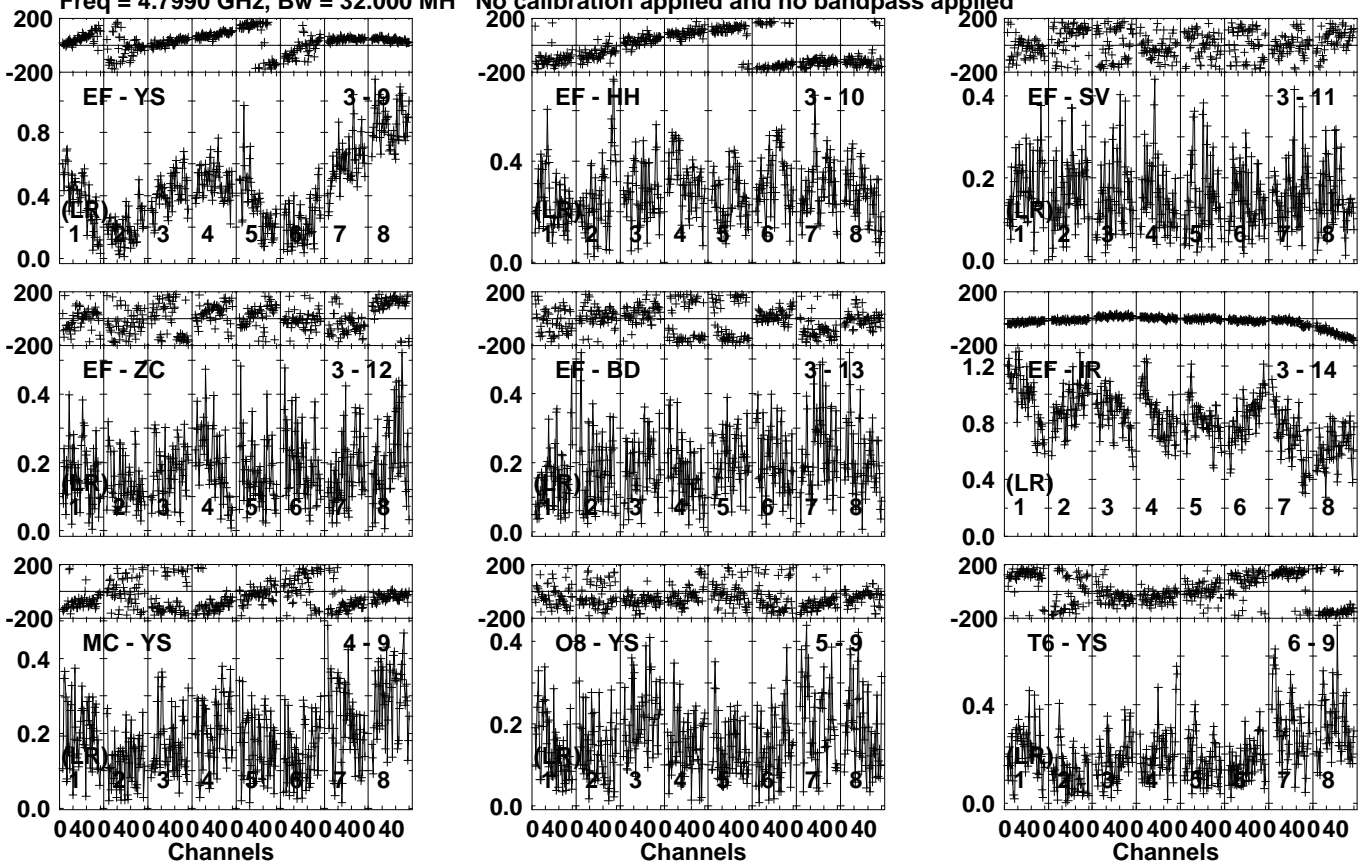 Freq = 4.7990 GHz, Bw = 32.000 MH No calibration applied and no bandpass applied
200
-200
EF - YS 3 - 9
0.8
0.4
0.0
(LR)
1 2 3 4 5 6 7 8
200
-200
EF - HH 3 - 10
0.4
0.0
(LR)
1 2 3 4 5 6 7 8
200
-200
EF - SV 3 - 11
0.4
0.2
0.0
(LR)
1 2 3 4 5 6 7 8
200
-200
EF - ZC 3 - 12
0.4
0.2
0.0
(LR)
1 2 3 4 5 6 7 8
200
-200
EF - BD 3 - 13
0.4
0.2
0.0
(LR)
1 2 3 4 5 6 7 8
200
-200
EF - IR 3 - 14
1.2
0.8
0.4
0.0
(LR)
1 2 3 4 5 6 7 8
200
-200
MC - YS 4 - 9
0.4
0.2
0.0
(LR)
1 2 3 4 5 6 7 8
0 40 0 40 0 40 0 40 0 40 0 40 0 40 40
Channels
200
-200
O8 - YS 5 - 9
0.4
0.2
0.0
(LR)
1 2 3 4 5 6 7 8
0 40 0 40 0 40 0 40 0 40 0 40 0 40 40
Channels
200
-200
T6 - YS 6 - 9
0.4
0.0
(LR)
1 2 3 4 5 6 7 8
0 40 0 40 0 40 0 40 0 40 0 40 0 40 40
Channels